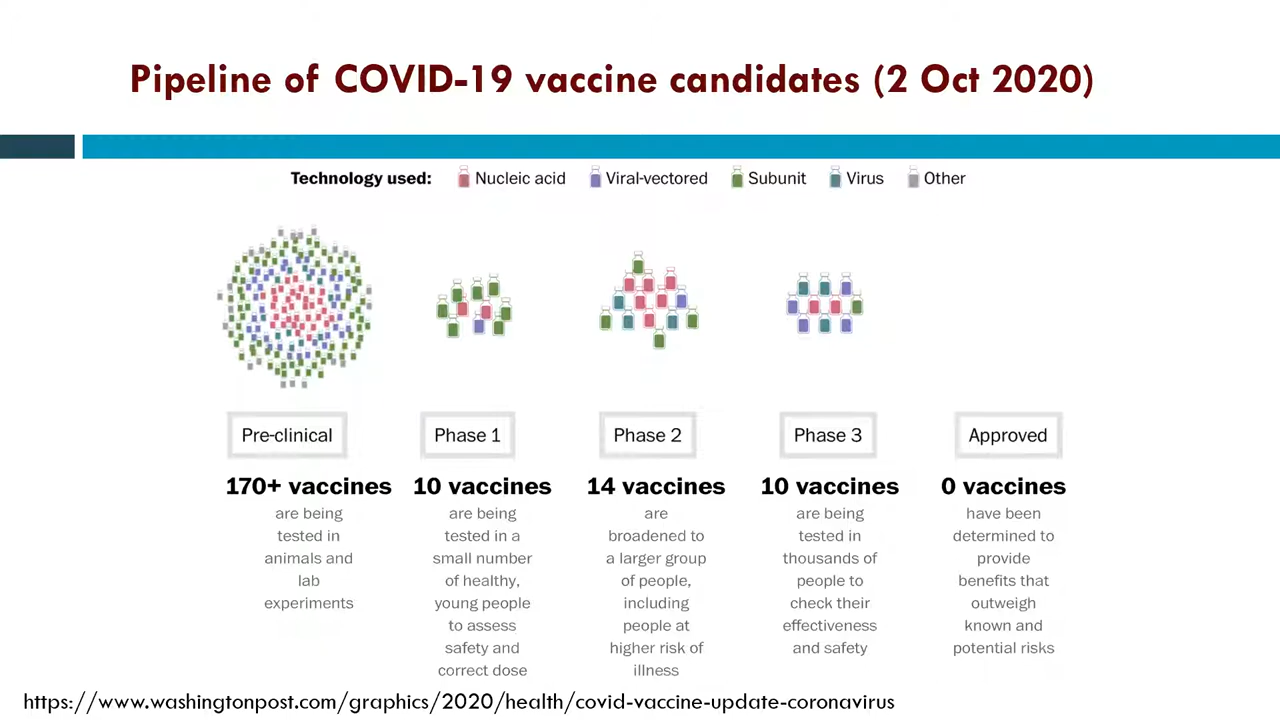 Pipeline of COVID-19 vaccine candidates (2 Oct 2020)
Technology used: Nucleic acid Viral-vectored Subunit Virus Other
Pre-clinical
170+ vaccines
are being
tested in
animals and
lab
experiments
Phase 1
10 vaccines
are being
tested in a
small number
of healthy,
young people
to assess
safety and
correct dose
Phase 2
14 vaccines
are
broadened to
a larger group
of people,
including
people at
higher risk of
illness
Phase 3
10 vaccines
are being
tested in
thousands of
people to
check their
effectiveness
and safety
Approved
0 vaccines
have been
determined to
provide
benefits that
outweigh
known and
potential risks
https://www.washingtonpost.com/graphics/2020/health/covid-vaccine-update-coronavirus